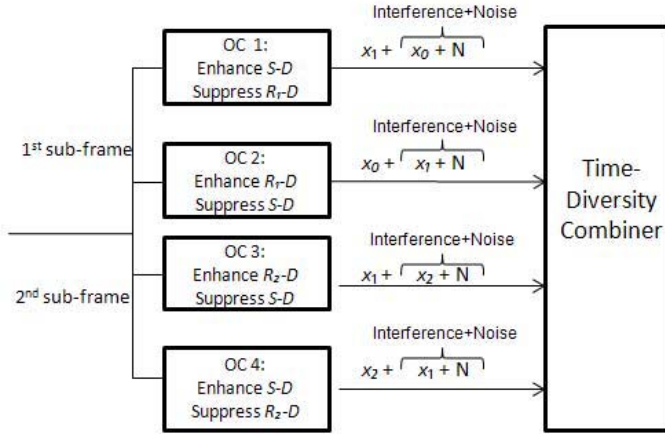 OC 1:
Enhance S-D
Suppress R₁-D
Interference+Noise
x₁ + x₀ + N
1st sub-frame
OC 2:
Enhance R₁-D
Suppress S-D
Interference+Noise
x₀ + x₁ + N
2nd sub-frame
OC 3:
Enhance R₂-D
Suppress S-D
Interference+Noise
x₁ + x₂ + N
OC 4:
Enhance S-D
Suppress R₂-D
Interference+Noise
x₂ + x₁ + N
Time-
Diversity
Combiner